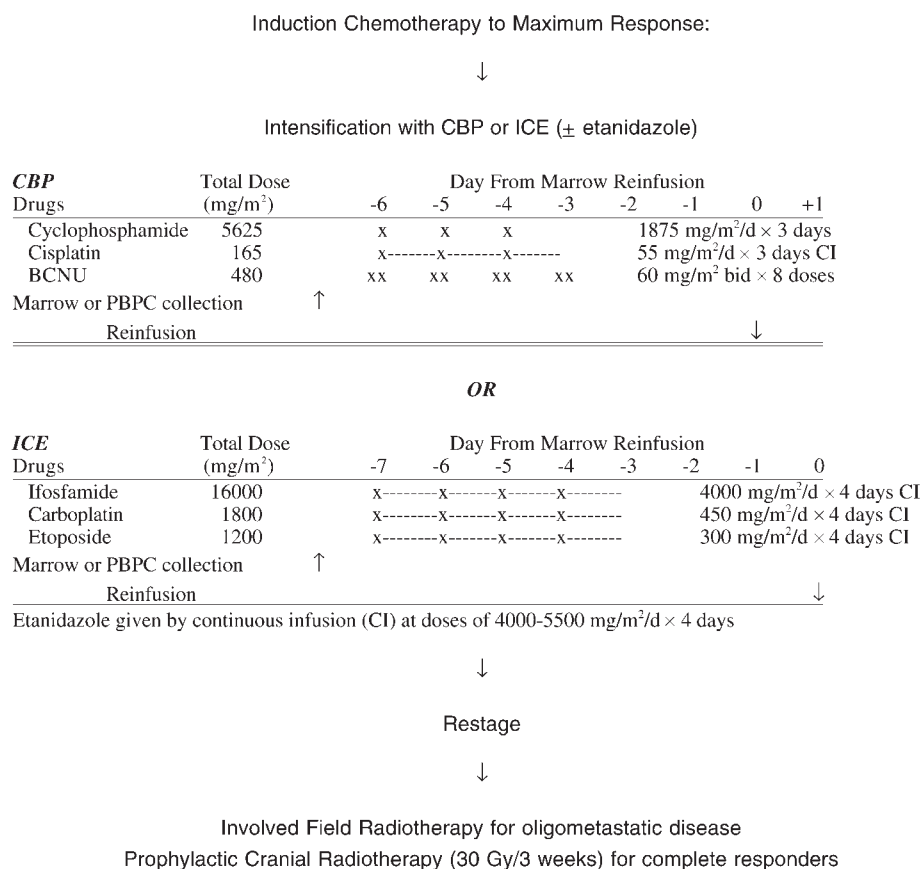 Induction Chemotherapy to Maximum Response:
↓
Intensification with CBP or ICE (± etanidazole)
CBP Total Dose Day From Marrow Reinfusion
Drugs (mg/m²) -6 -5 -4 -3 -2 -1 0 +1
Cyclophosphamide 5625 x x x 1875 mg/m²/d × 3 days
Cisplatin 165 x-------x-------x------- 55 mg/m²/d × 3 days CI
BCNU 480 xx xx xx xx 60 mg/m² bid × 8 doses
Marrow or PBPC collection ↑
Reinfusion ↓
OR
ICE Total Dose Day From Marrow Reinfusion
Drugs (mg/m²) -7 -6 -5 -4 -3 -2 -1 0
Ifosfamide 16000 x--------x-------x-------x-------- 4000 mg/m²/d × 4 days CI
Carboplatin 1800 x--------x-------x-------x-------- 450 mg/m²/d × 4 days CI
Etoposide 1200 x--------x-------x-------x-------- 300 mg/m²/d × 4 days CI
Marrow or PBPC collection ↑
Reinfusion ↓
Etanidazole given by continuous infusion (CI) at doses of 4000-5500 mg/m²/d × 4 days
↓
Restage
↓
Involved Field Radiotherapy for oligometastatic disease
Prophylactic Cranial Radiotherapy (30 Gy/3 weeks) for complete responders